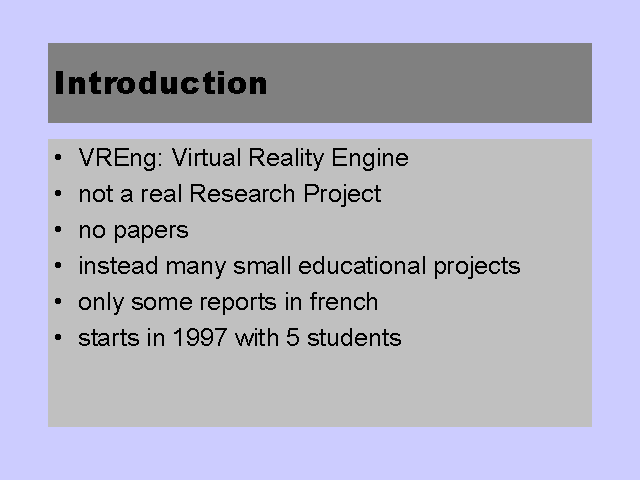 Introduction
• VREng: Virtual Reality Engine
• not a real Research Project
• no papers
• instead many small educational projects
• only some reports in french
• starts in 1997 with 5 students